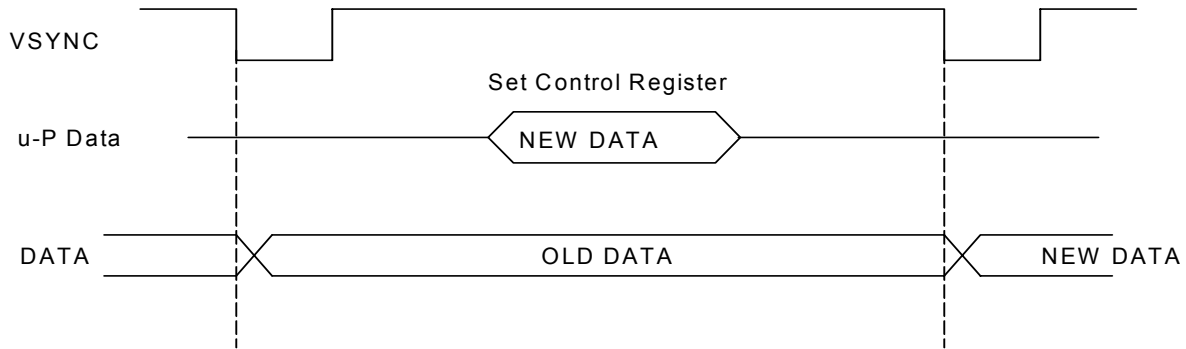 VSYNC
Set Control Register
u-P Data
NEW DATA
DATA
OLD DATA
NEW DATA